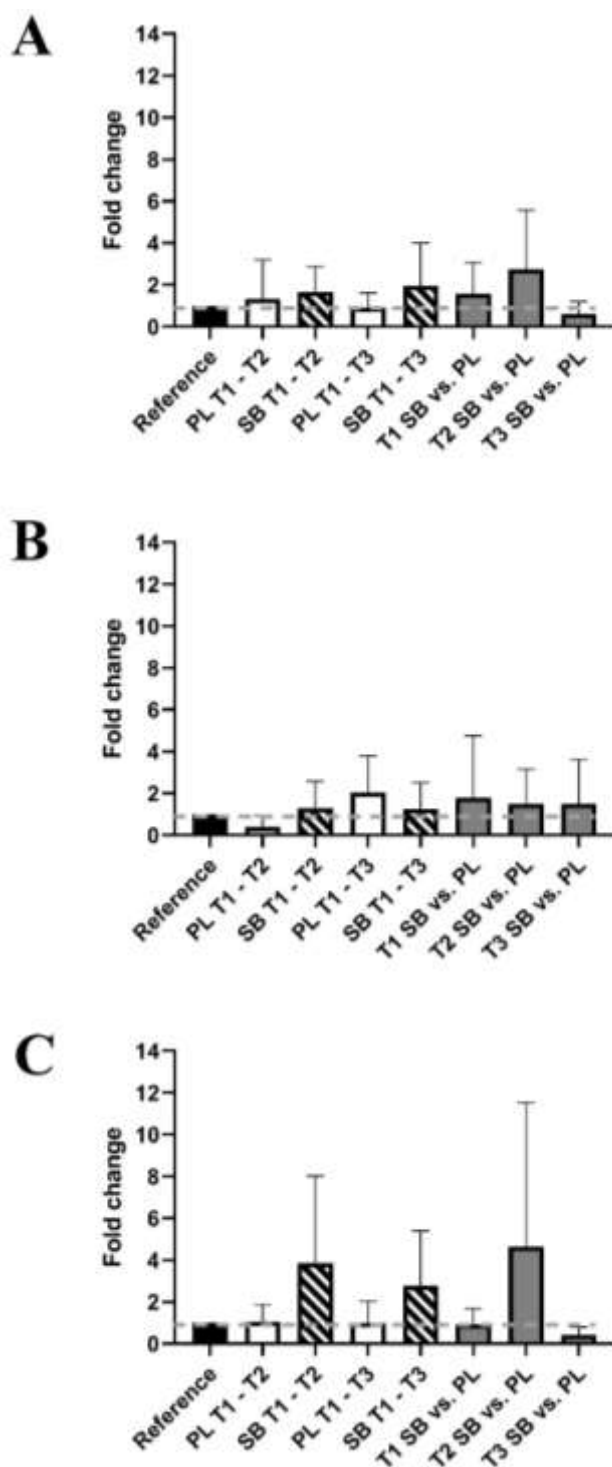 A
Fold change
14
12
10
8
6
4
2
0
Reference
PL T1 - T2
SB T1 - T2
PL T1 - T3
SB T1 - T3
T1 SB vs. PL
T2 SB vs. PL
T3 SB vs. PL
B
Fold change
14
12
10
8
6
4
2
0
Reference
PL T1 - T2
SB T1 - T2
PL T1 - T3
SB T1 - T3
T1 SB vs. PL
T2 SB vs. PL
T3 SB vs. PL
C
Fold change
14
12
10
8
6
4
2
0
Reference
PL T1 - T2
SB T1 - T2
PL T1 - T3
SB T1 - T3
T1 SB vs. PL
T2 SB vs. PL
T3 SB vs. PL